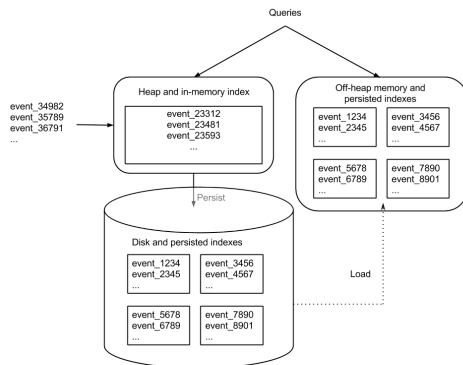 Queries
Heap and in-memory index
Off-heap memory and
persisted indexes
event_34982
event_35789
event_36791
...
event_23312
event_23481
event_23593
...
event_1234
event_2345
...
event_3456
event_4567
...
event_5678
event_6789
...
event_7890
event_8901
...
Persist
Disk and persisted indexes
event_1234
event_2345
...
event_3456
event_4567
...
event_5678
event_6789
...
event_7890
event_8901
...
Load